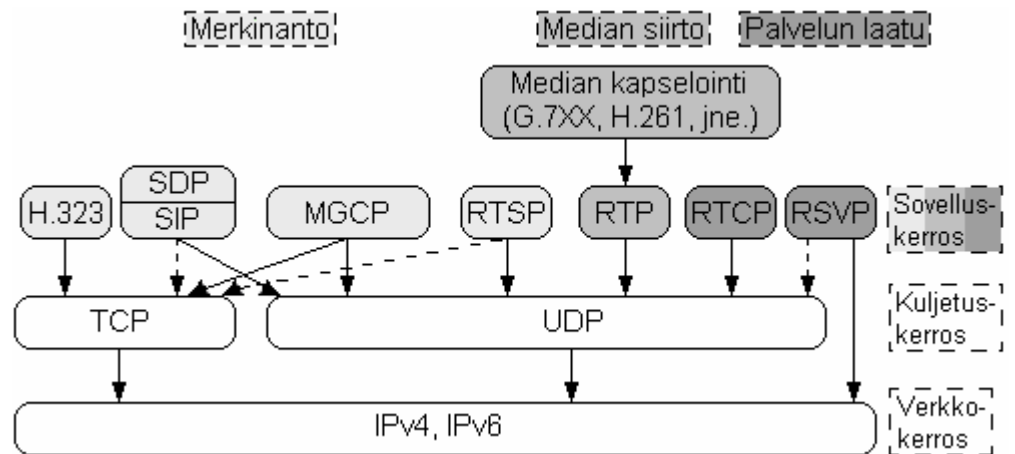 Merkinanto
Median siirto
Palvelun laatu
Median kapselointi
(G.7XX, H.261, jne.)
H.323
SDP
SIP
MGCP
RTSP
RTP
RTCP
RSVP
Sovellus-
kerros
TCP
UDP
Kuljetus-
kerros
IPv4, IPv6
Verkko-
kerros